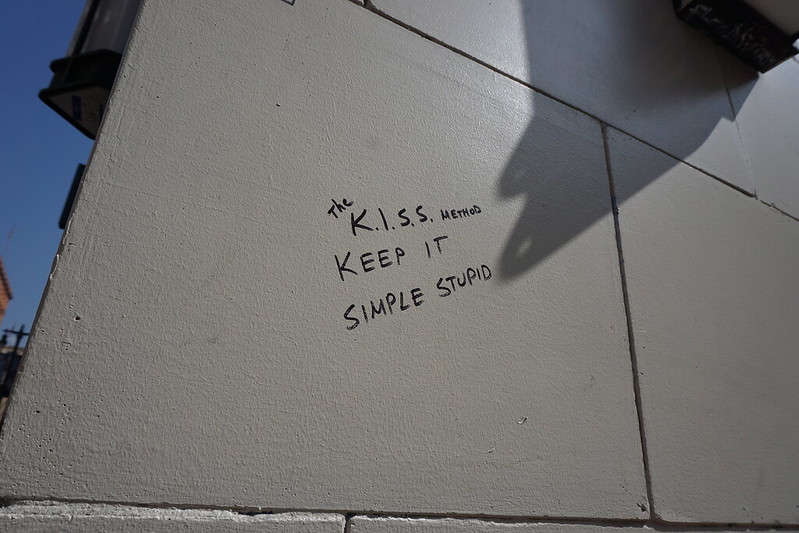 The K.I.S.S. METHOD
KEEP IT
SIMPLE STUPID